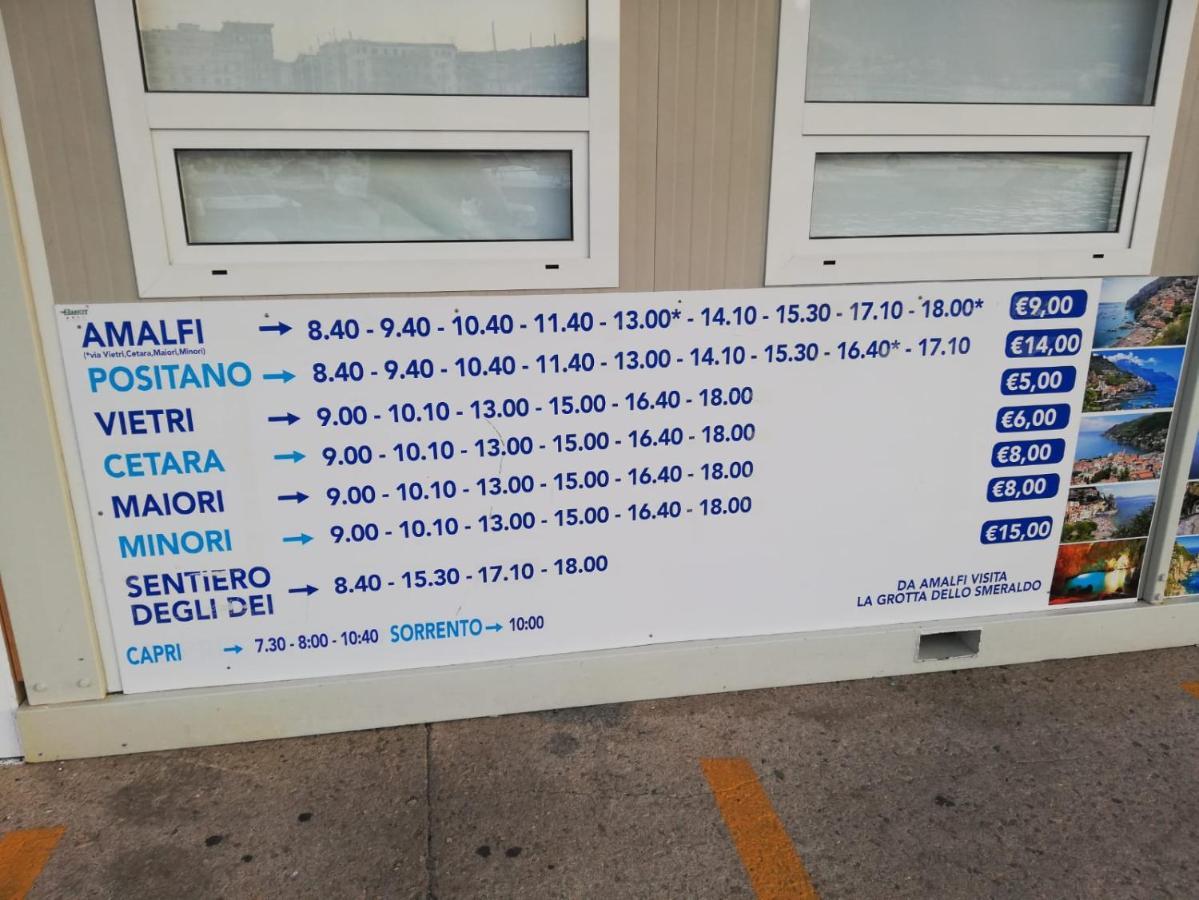 AMALFI → 8.40 - 9.40 - 10.40 - 11.40 - 13.00* - 14.10 - 15.30 - 17.10 - 18.00* €9,00
(*via Vietri,Cetara,Maiori,Minori)
POSITANO → 8.40 - 9.40 - 10.40 - 11.40 - 13.00 - 14.10 - 15.30 - 16.40* - 17.10 €14,00
VIETRI → 9.00 - 10.10 - 13.00 - 15.00 - 16.40 - 18.00 €5,00
CETARA → 9.00 - 10.10 - 13.00 - 15.00 - 16.40 - 18.00 €6,00
MAIORI → 9.00 - 10.10 - 13.00 - 15.00 - 16.40 - 18.00 €8,00
MINORI → 9.00 - 10.10 - 13.00 - 15.00 - 16.40 - 18.00 €8,00
SENTIERO
DEGLI DEI → 8.40 - 15.30 - 17.10 - 18.00 €15,00
DA AMALFI VISITA
LA GROTTA DELLO SMERALDO
CAPRI → 7.30 - 8:00 - 10:40 SORRENTO → 10:00